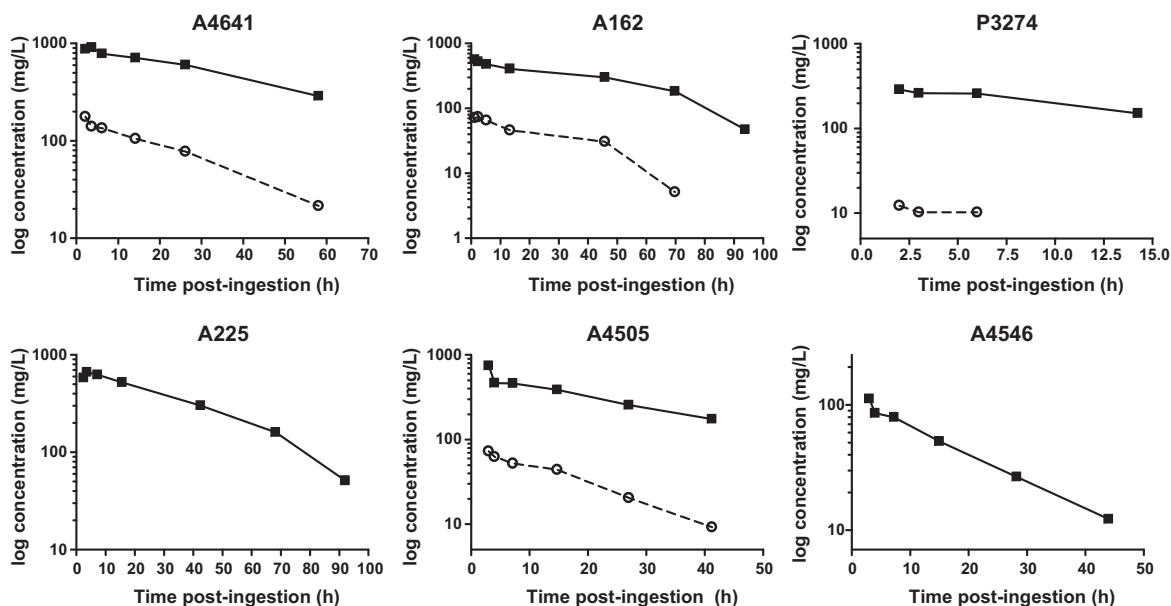 A4641
log concentration (mg/L)
1000
100
10
0 10 20 30 40 50 60 70
Time post-ingestion (h)
A162
log concentration (mg/L)
1000
100
10
1
0 10 20 30 40 50 60 70 80 90 100
Time post-ingestion (h)
P3274
log concentration (mg/L)
1000
100
10
0.0 2.5 5.0 7.5 10.0 12.5 15.0
Time post-ingestion (h)
A225
log concentration (mg/L)
1000
100
10
0 10 20 30 40 50 60 70 80 90 100
Time post-ingestion (h)
A4505
log concentration (mg/L)
1000
100
10
0 10 20 30 40 50
Time post-ingestion (h)
A4546
log concentration (mg/L)
100
10
0 10 20 30 40 50
Time post-ingestion (h)